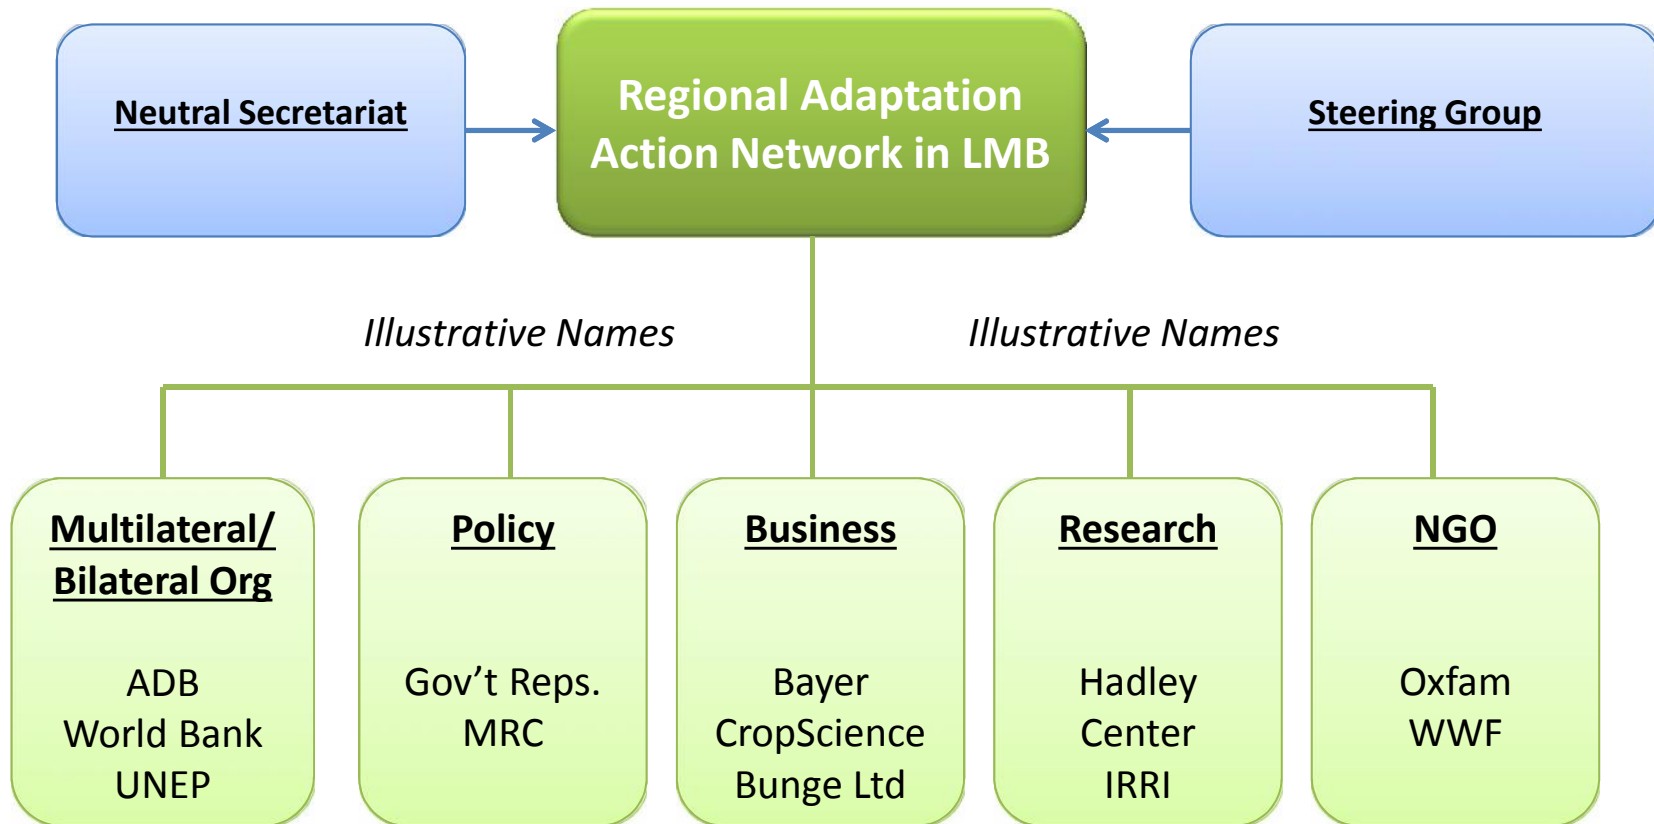 Neutral Secretariat
Regional Adaptation
Action Network in LMB
Steering Group
Illustrative Names
Illustrative Names
Multilateral/
Bilateral Org
ADB
World Bank
UNEP
Policy
Gov’t Reps.
MRC
Business
Bayer
CropScience
Bunge Ltd
Research
Hadley
Center
IRRI
NGO
Oxfam
WWF